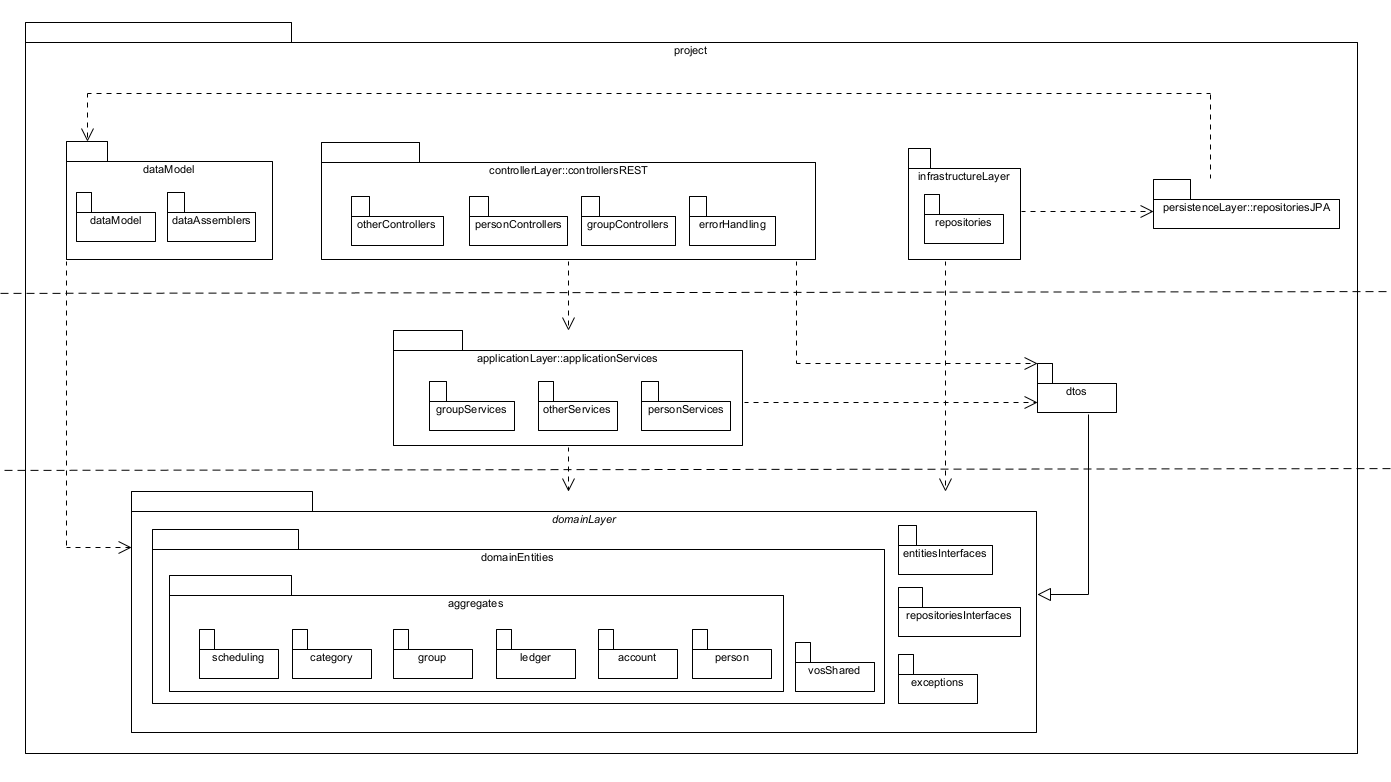 project
dataModel
dataModel
dataAssemblers
controllerLayer::controllersREST
otherControllers
personControllers
groupControllers
errorHandling
infrastructureLayer
repositories
persistenceLayer::repositoriesJPA
applicationLayer::applicationServices
groupServices
otherServices
personServices
dtos
domainLayer
domainEntities
aggregates
scheduling
category
group
ledger
account
person
vosShared
entitiesInterfaces
repositoriesInterfaces
exceptions